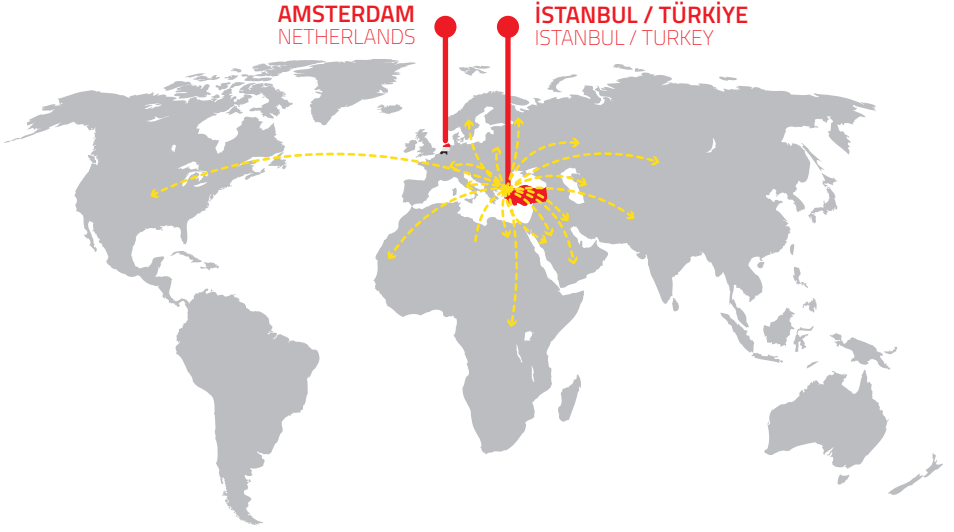 AMSTERDAM
NETHERLANDS
İSTANBUL / TÜRKİYE
ISTANBUL / TURKEY